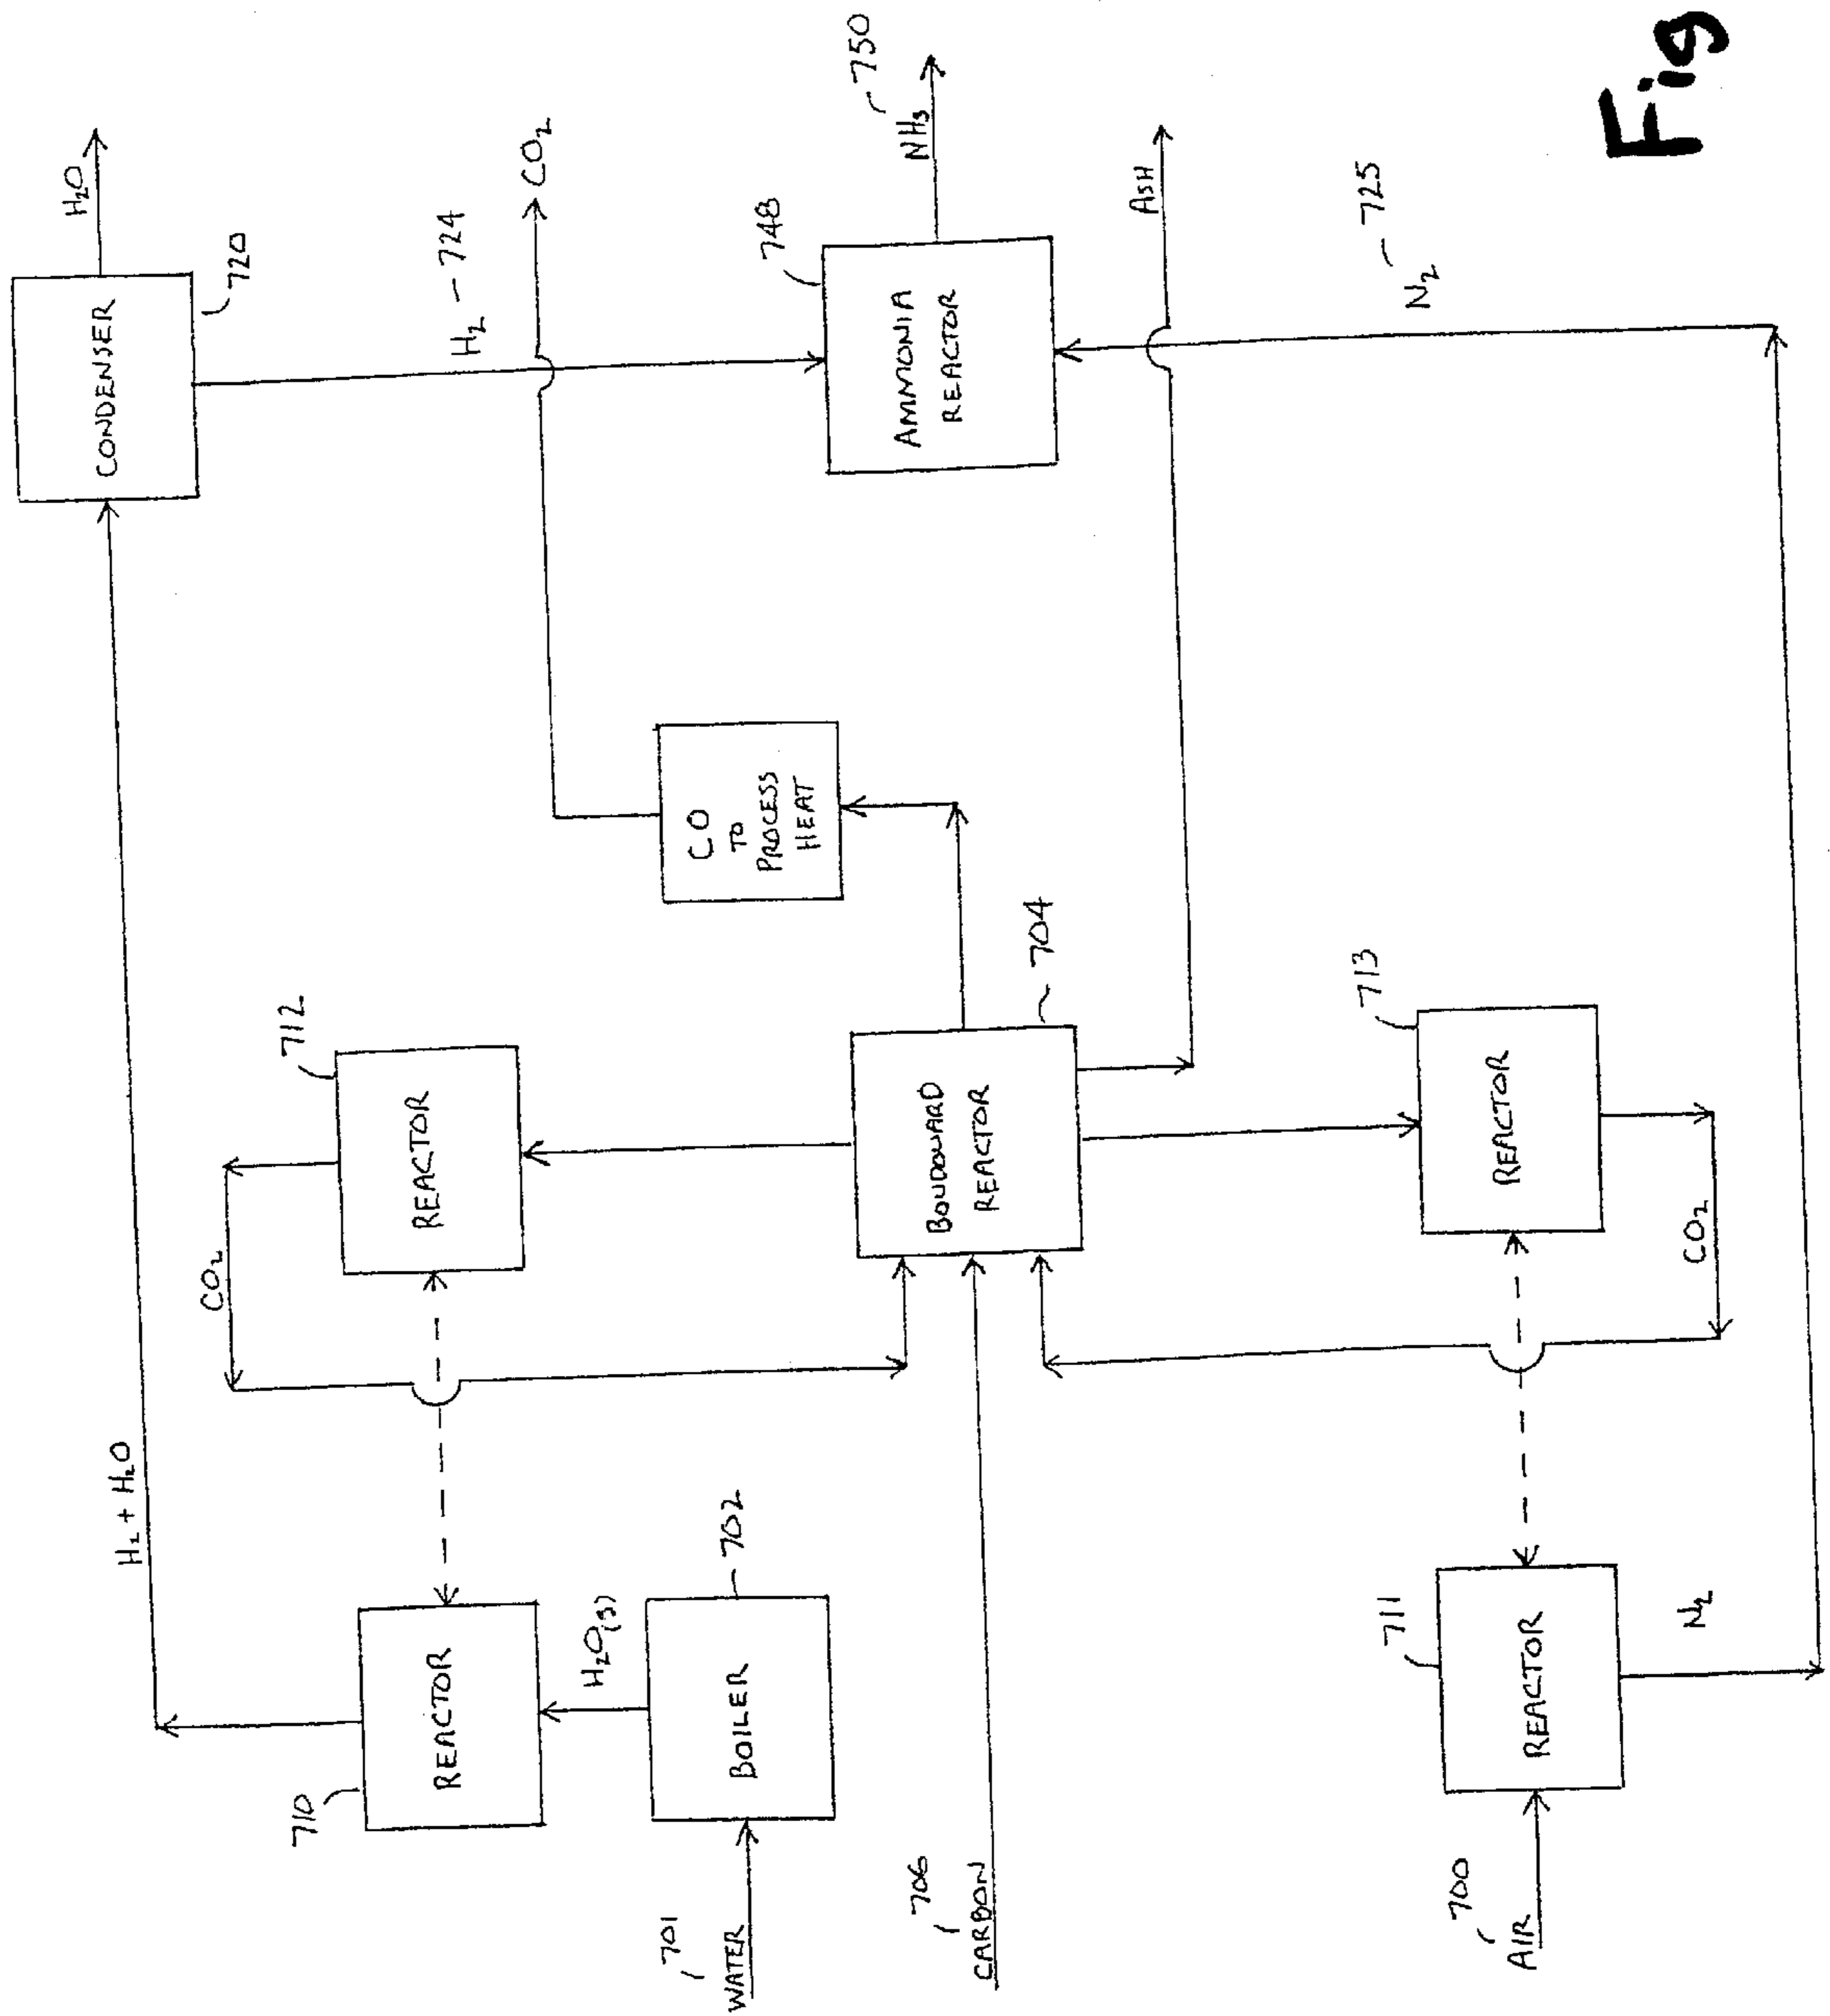 H₂O
CONDENSER
720
H₂ - 724
CO₂
H₂ + H₂O
CO₂
712
REACTOR
710
REACTOR
H₂O(g)
702
BOILER
701
WATER
CO
TO
PROCESS
HEAT
748
AMMONIA
REACTOR
NH₃
750
704
BOUDOUARD
REACTOR
706
CARBON
ASH
713
REACTOR
CO₂
711
REACTOR
700
AIR
N₂
N₂
725
Fig